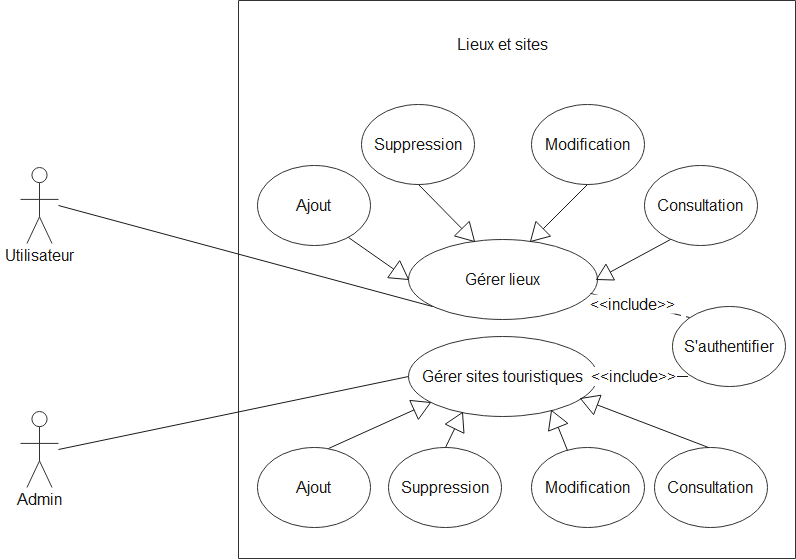 Lieux et sites
Suppression
Modification
Ajout
Consultation
Utilisateur
Gérer lieux
<<include>>
S'authentifier
Gérer sites touristiques
<<include>>
Admin
Ajout
Suppression
Modification
Consultation